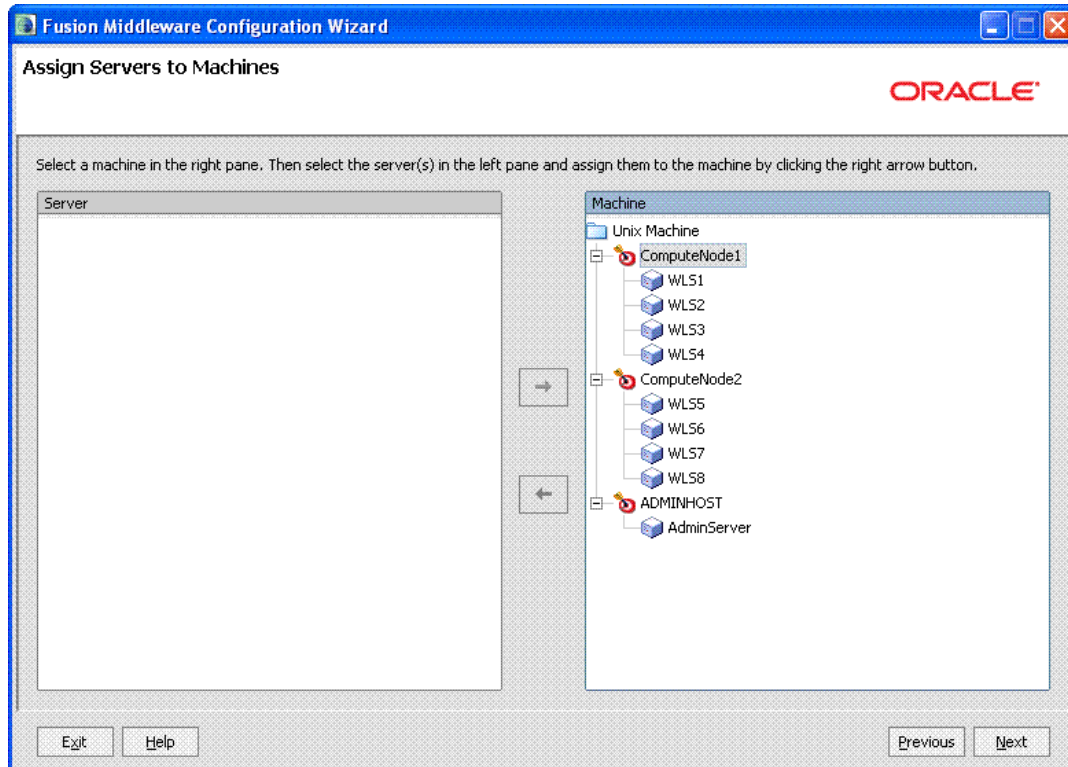 Fusion Middleware Configuration Wizard
Assign Servers to Machines
ORACLE
Select a machine in the right pane. Then select the server(s) in the left pane and assign them to the machine by clicking the right arrow button.
Server
Machine
Unix Machine
ComputeNode1
WLS1
WLS2
WLS3
WLS4
ComputeNode2
WLS5
WLS6
WLS7
WLS8
ADMINHOST
AdminServer
Exit Help Previous Next